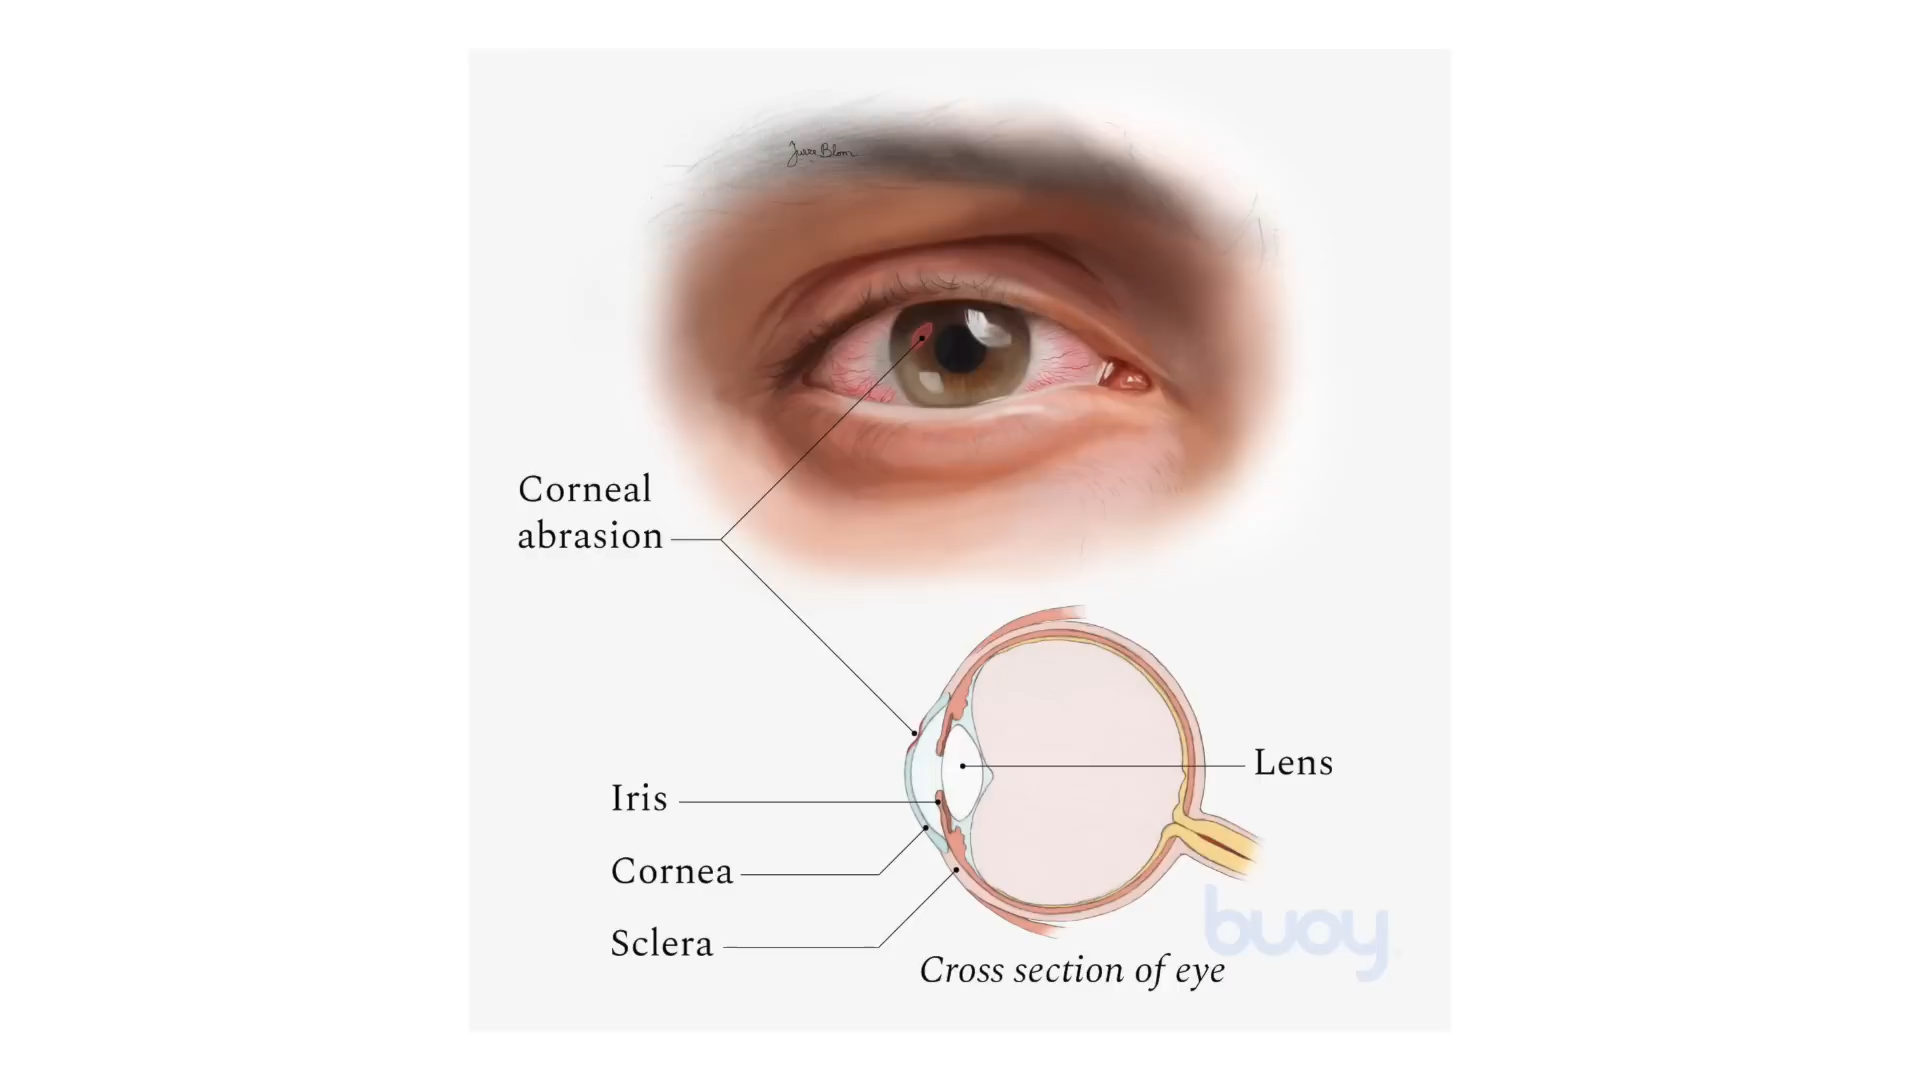 Corneal
abrasion
Iris
Lens
Cornea
Sclera
Cross section of eye
buoy